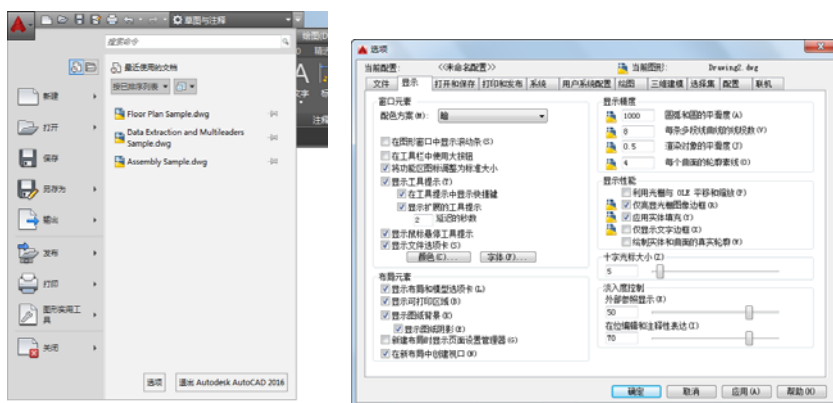 草图与注释
搜索命令
最近使用的文档
按已排序列表
新建
打开
保存
另存为
输出
发布
打印
图形实用工具
关闭
Floor Plan Sample.dwg
Data Extraction and Multileaders Sample.dwg
Assembly Sample.dwg
选项
退出 Autodesk AutoCAD 2016
绘图(D
精选
注释
选项
当前配置: <<未命名配置>> 当前图形: Drawing2.dwg
文件 显示 打开和保存 打印和发布 系统 用户系统配置 绘图 三维建模 选择集 配置 联机
窗口元素
配色方案(M):
在图形窗口中显示滚动条(S)
在工具栏中使用大按钮
将功能区图标调整为标准大小
显示工具提示(T)
在工具提示中显示快捷键
显示扩展的工具提示
2 延迟的秒数
显示鼠标悬停工具提示
显示文件选项卡(S)
颜色(C)... 字体(F)...
布局元素
显示布局和模型选项卡(L)
显示可打印区域(B)
显示图纸背景(K)
显示图纸阴影(E)
新建布局时显示页面设置管理器(G)
在新布局中创建视口(N)
显示精度
1000 圆弧和圆的平滑度(A)
8 每条多段线曲线的线段数(V)
0.5 渲染对象的平滑度(J)
4 每个曲面的轮廓素线(O)
显示性能
利用光栅与 OLE 平移和缩放(P)
仅亮显光栅图像边框(R)
应用实体填充(Y)
仅显示文字边框(X)
绘制实体和曲面的真实轮廓(W)
十字光标大小(Z)
5
淡入度控制
外部参照显示(E)
50
在位编辑和注释性表达(I)
70
确定 取消 应用(A) 帮助(H)